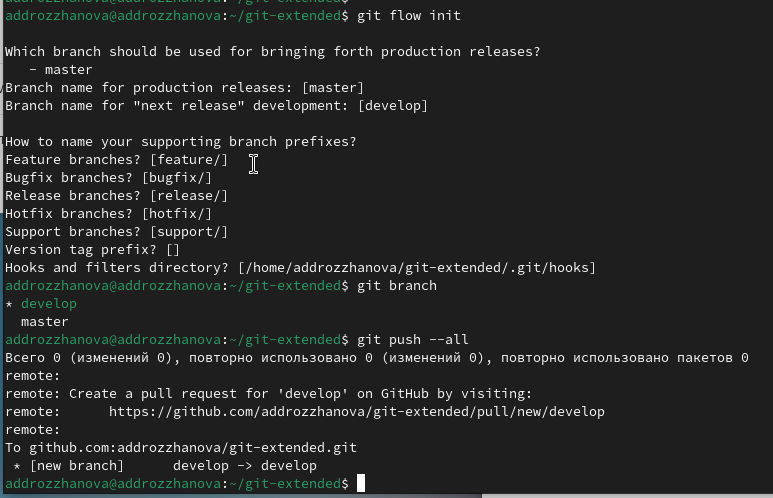 addrozzhanova@addrozzhanova:~/git-extended$ git flow init

Which branch should be used for bringing forth production releases?
   - master
Branch name for production releases: [master]
Branch name for "next release" development: [develop]

How to name your supporting branch prefixes?
Feature branches? [feature/]
Bugfix branches? [bugfix/]
Release branches? [release/]
Hotfix branches? [hotfix/]
Support branches? [support/]
Version tag prefix? []
Hooks and filters directory? [/home/addrozzhanova/git-extended/.git/hooks]
addrozzhanova@addrozzhanova:~/git-extended$ git branch
* develop
  master
addrozzhanova@addrozzhanova:~/git-extended$ git push --all
Всего 0 (изменений 0), повторно использовано 0 (изменений 0), повторно использовано пакетов 0
remote:
remote: Create a pull request for 'develop' on GitHub by visiting:
remote:      https://github.com/addrozzhanova/git-extended/pull/new/develop
remote:
To github.com:addrozzhanova/git-extended.git
 * [new branch]      develop -> develop
addrozzhanova@addrozzhanova:~/git-extended$